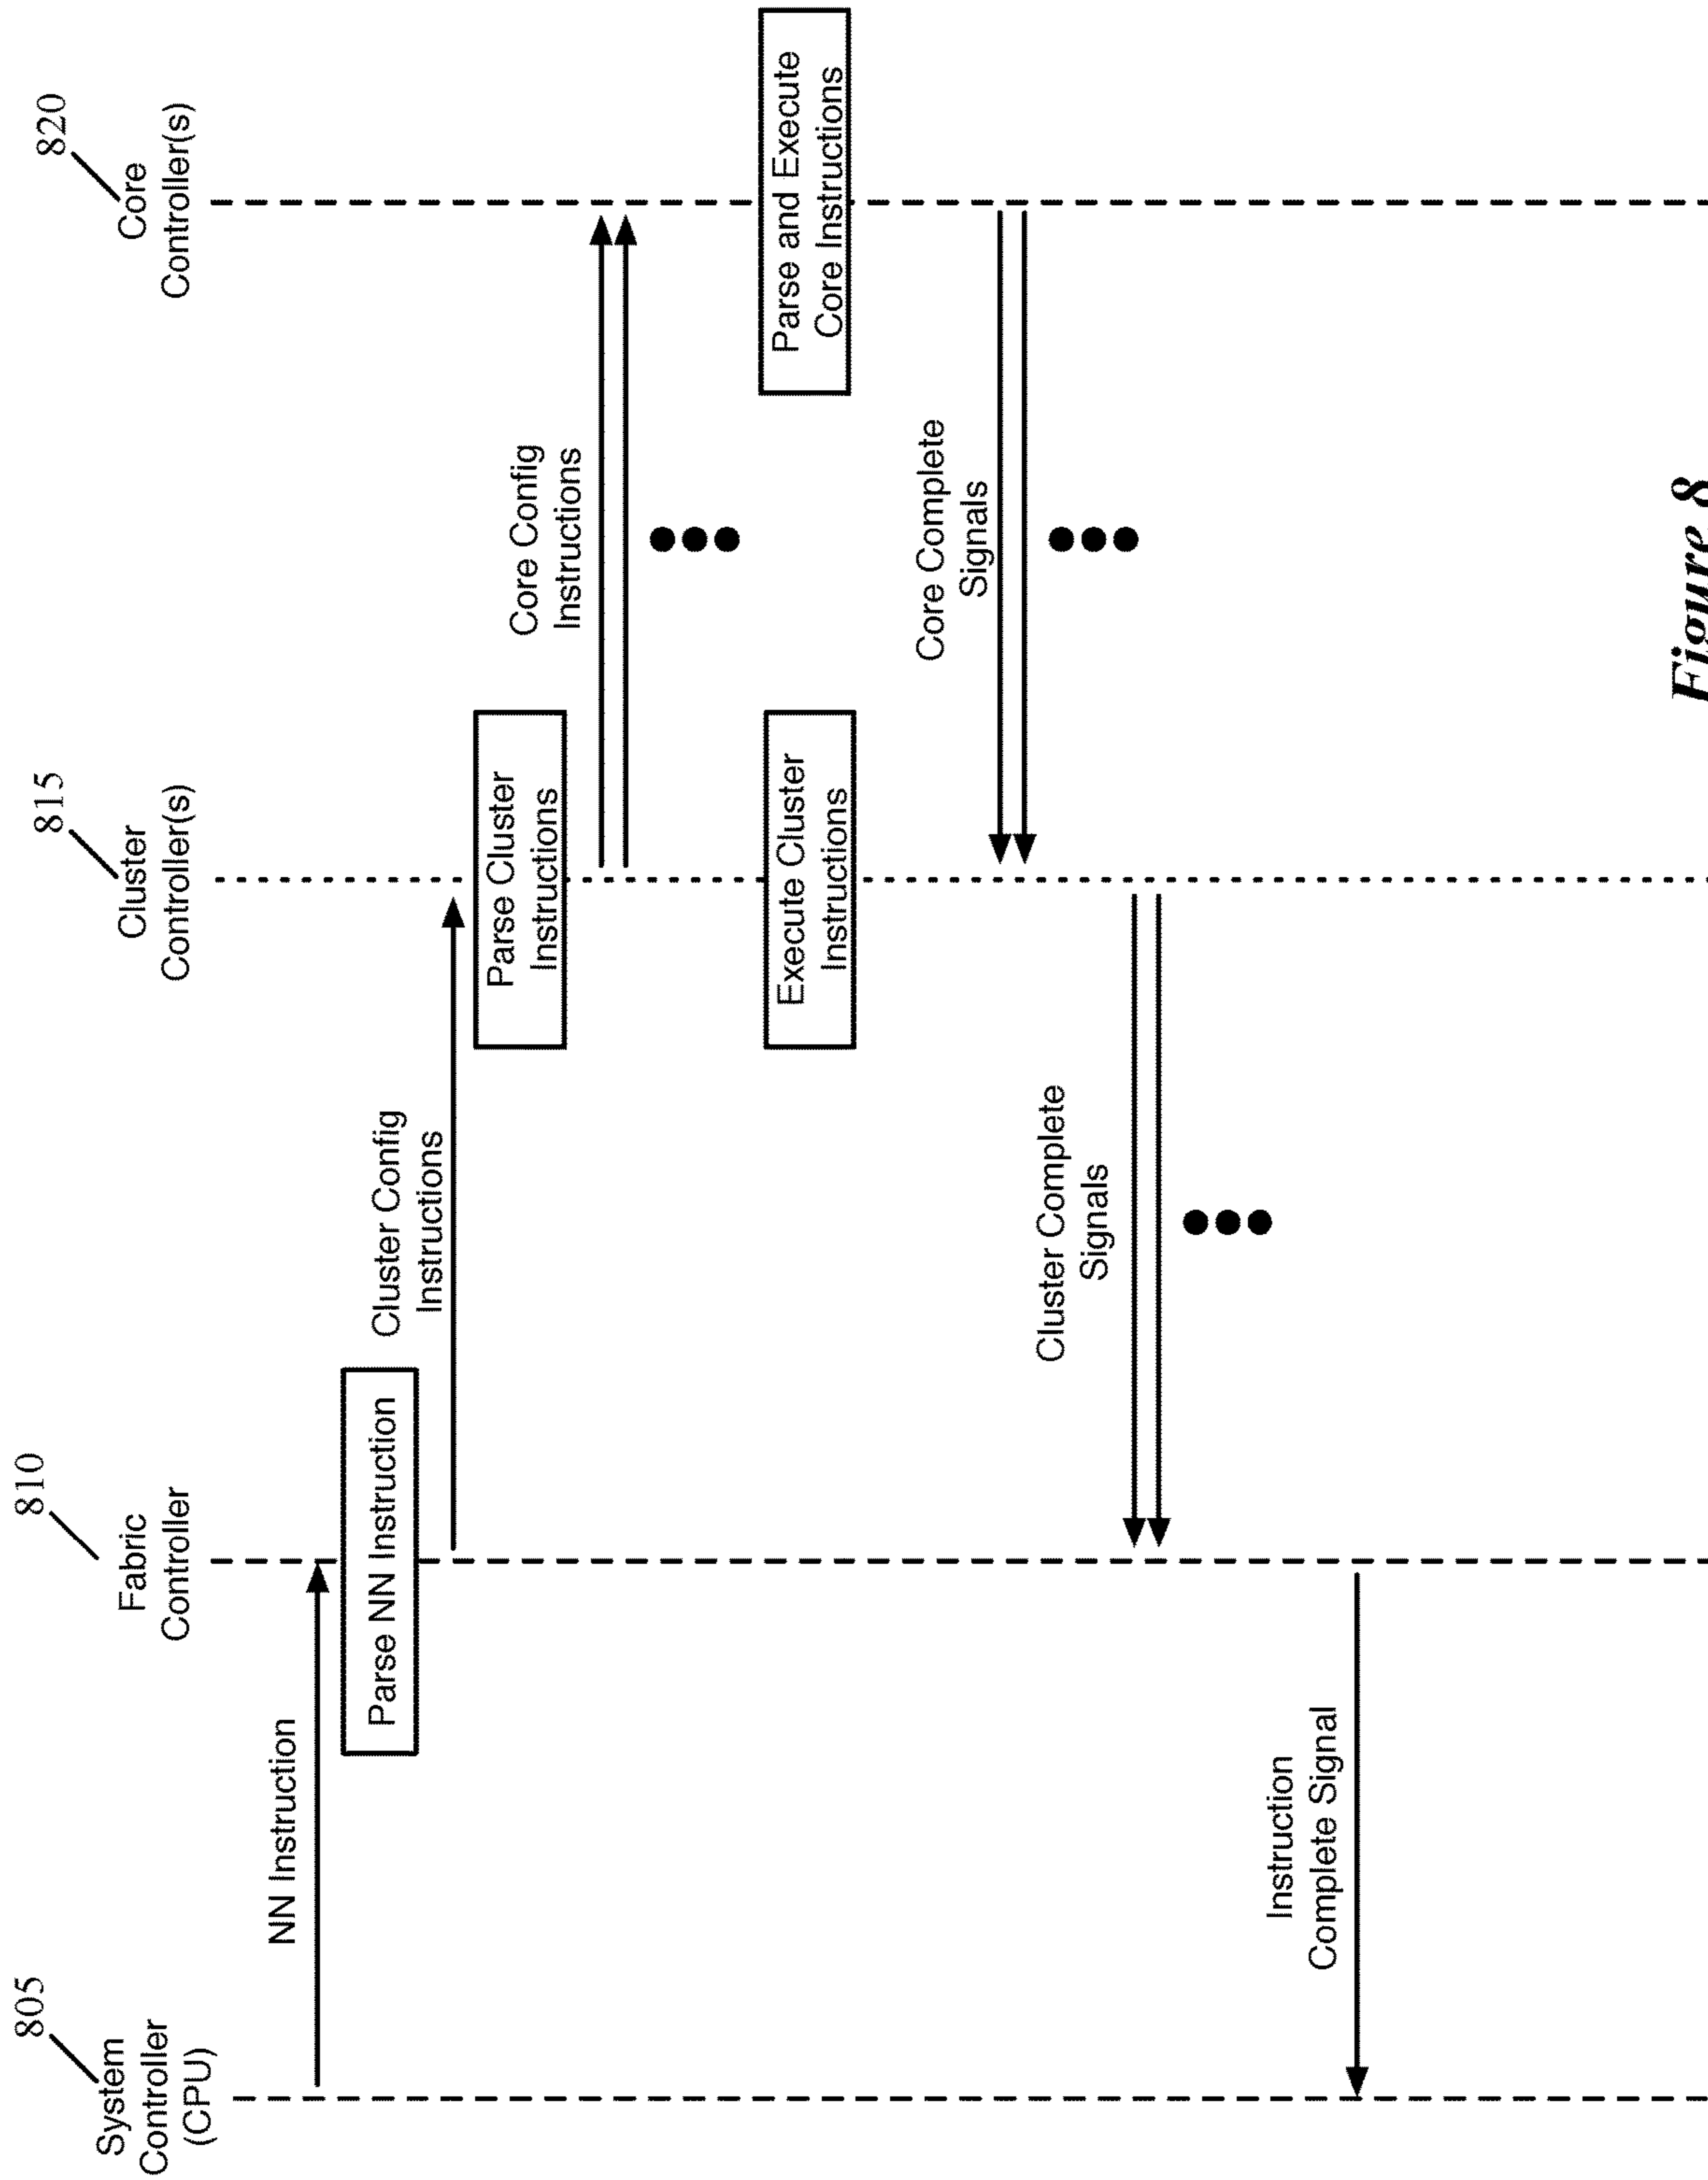 805
System
Controller
(CPU)
810
Fabric
Controller
815
Cluster
Controller(s)
820
Core
Controller(s)
NN Instruction
Parse NN Instruction
Cluster Config
Instructions
Parse Cluster
Instructions
Core Config
Instructions
Execute Cluster
Instructions
Parse and Execute
Core Instructions
Core Complete
Signals
Cluster Complete
Signals
Instruction
Complete Signal
Figure 8